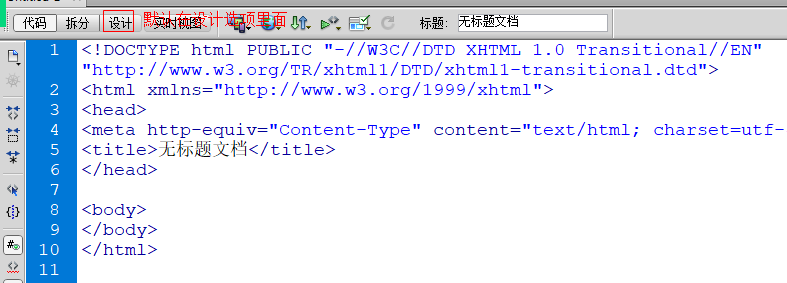 代码 拆分 设计 默认在设计选项里面 实时视图 标题: 无标题文档
1 <!DOCTYPE html PUBLIC "-//W3C//DTD XHTML 1.0 Transitional//EN"
"http://www.w3.org/TR/xhtml1/DTD/xhtml1-transitional.dtd">
2 <html xmlns="http://www.w3.org/1999/xhtml">
3 <head>
4 <meta http-equiv="Content-Type" content="text/html; charset=utf-
5 <title>无标题文档</title>
6 </head>
7
8 <body>
9 </body>
10 </html>
11